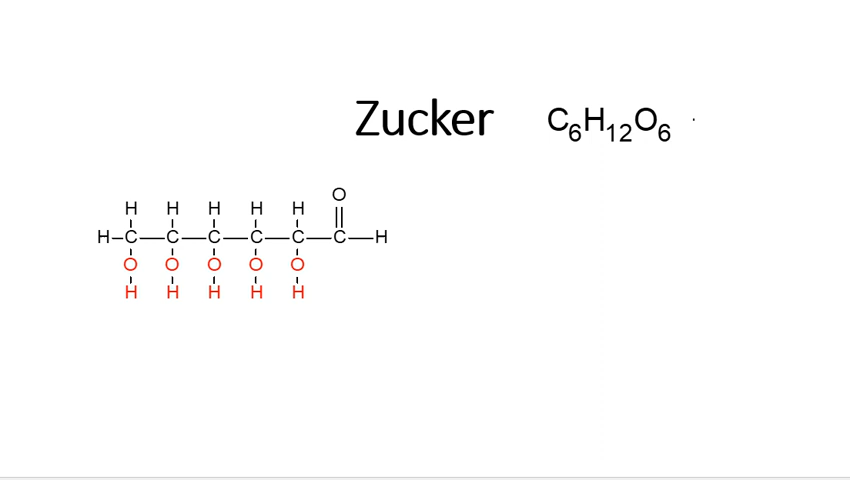 Zucker C₆H₁₂O₆
O
H H H H H
H-C-C-C-C-C-C-H
O O O O O
H H H H H